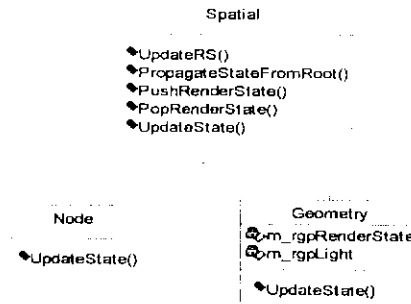 Spatial
UpdateRS()
PropagateStateFromRoot()
PushRenderState()
PopRenderState()
UpdateState()
Node
UpdateState()
Geometry
m_rgpRenderState
m_rgpLight
UpdateState()